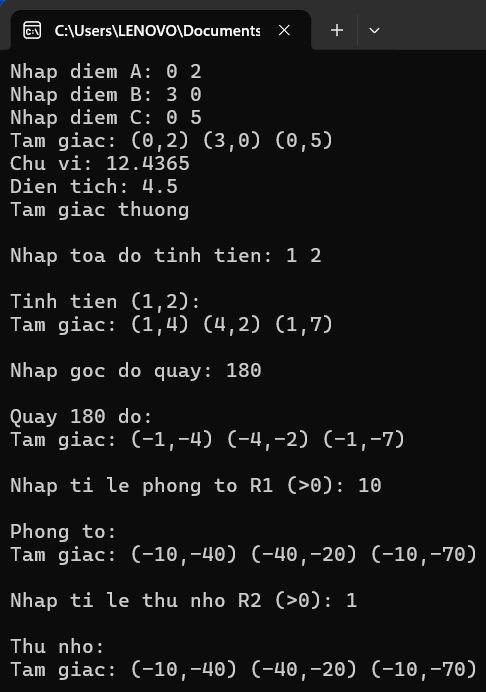 C:\Users\LENOVO\Documents
Nhap diem A: 0 2
Nhap diem B: 3 0
Nhap diem C: 0 5
Tam giac: (0,2) (3,0) (0,5)
Chu vi: 12.4365
Dien tich: 4.5
Tam giac thuong
Nhap toa do tinh tien: 1 2
Tinh tien (1,2):
Tam giac: (1,4) (4,2) (1,7)
Nhap goc do quay: 180
Quay 180 do:
Tam giac: (-1,-4) (-4,-2) (-1,-7)
Nhap ti le phong to R1 (>0): 10
Phong to:
Tam giac: (-10,-40) (-40,-20) (-10,-70)
Nhap ti le thu nho R2 (>0): 1
Thu nho:
Tam giac: (-10,-40) (-40,-20) (-10,-70)